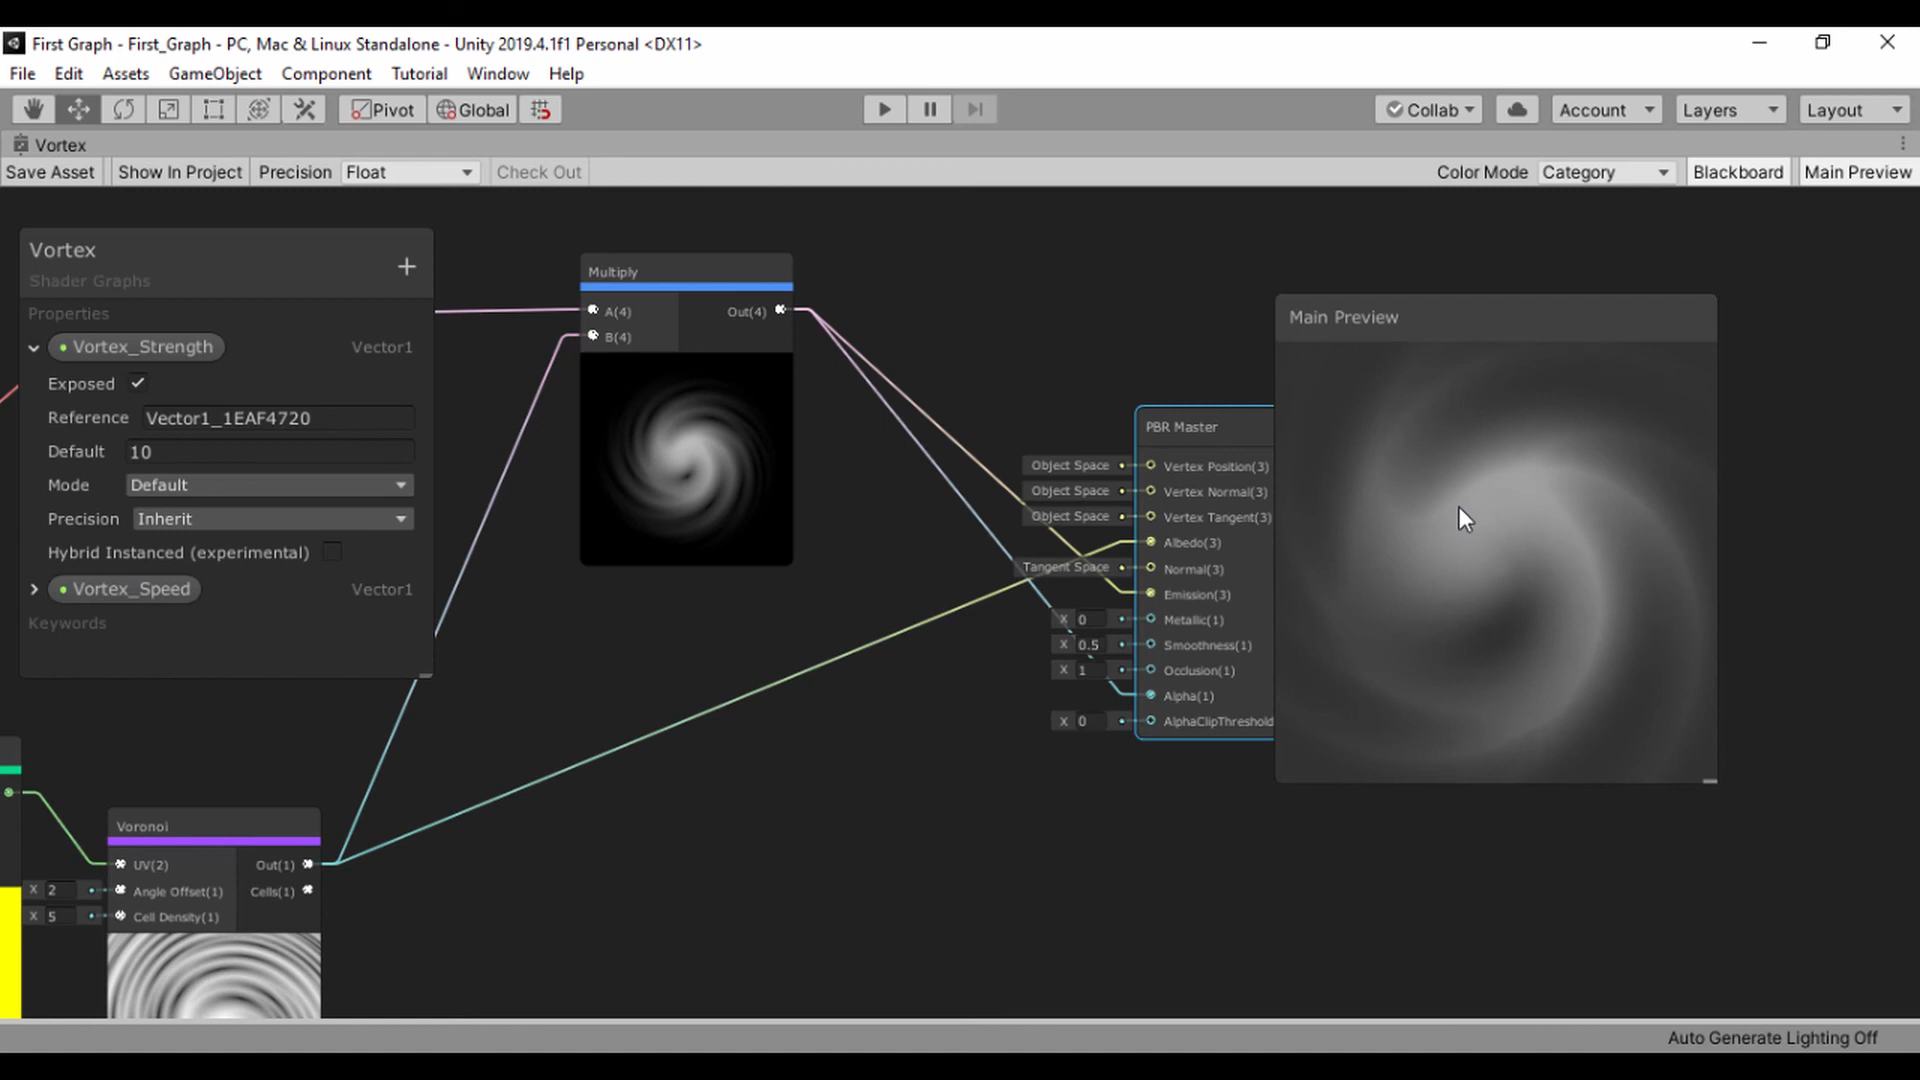 First Graph - First_Graph - PC, Mac & Linux Standalone - Unity 2019.4.1f1 Personal <DX11>
File Edit Assets GameObject Component Tutorial Window Help
Pivot Global Collab Account Layers Layout
Vortex
Save Asset Show In Project Precision Float Check Out Color Mode Category Blackboard Main Preview
Vortex
Shader Graphs
Properties
Vortex_Strength Vector1
Exposed
Reference Vector1_1EAF4720
Default 10
Mode Default
Precision Inherit
Hybrid Instanced (experimental)
Vortex_Speed Vector1
Keywords
Multiply
A(4) Out(4)
B(4)
Main Preview
PBR Master
Object Space Vertex Position(3)
Object Space Vertex Normal(3)
Object Space Vertex Tangent(3)
Albedo(3)
Tangent Space Normal(3)
Emission(3)
X 0 Metallic(1)
X 0.5 Smoothness(1)
X 1 Occlusion(1)
Alpha(1)
X 0 AlphaClipThreshold
Voronoi
UV(2) Out(1)
X 2 Angle Offset(1) Cells(1)
X 5 Cell Density(1)
Auto Generate Lighting Off